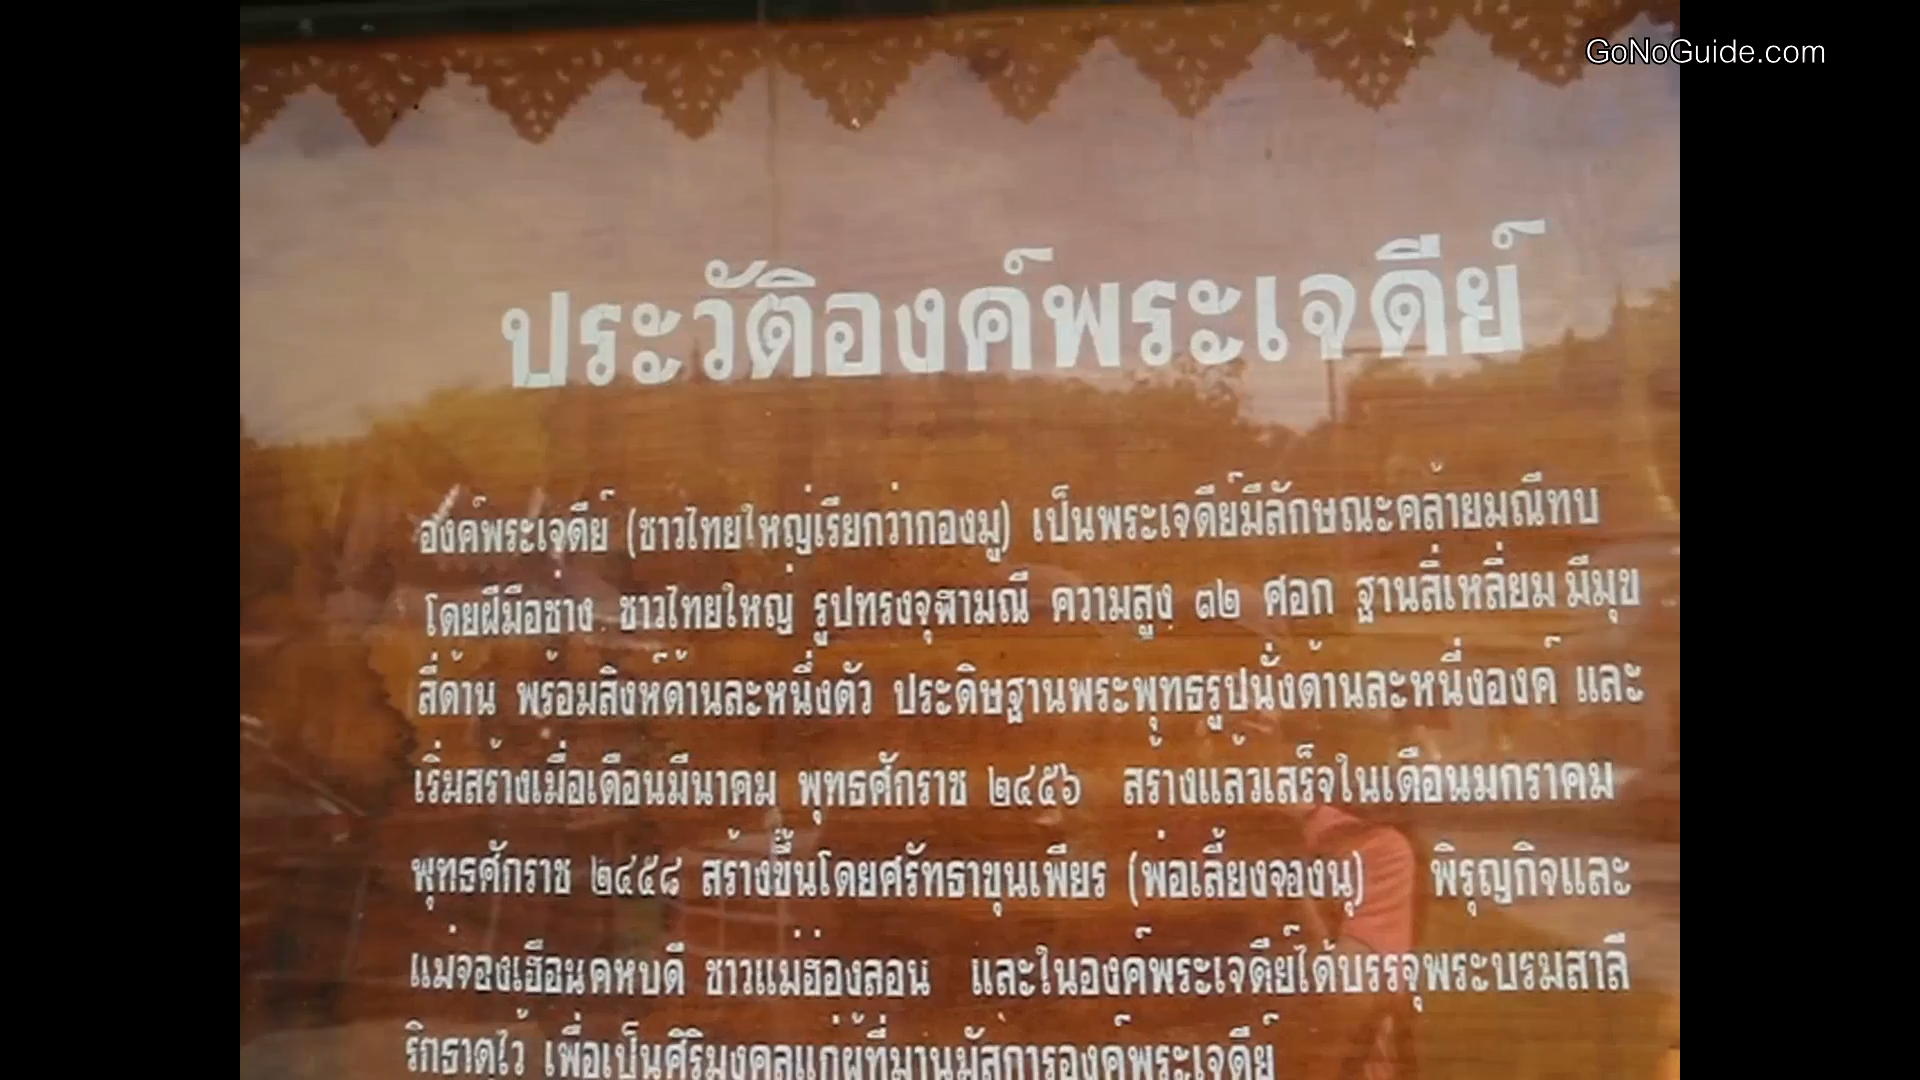 GoNoGuide.com
ประวัติองค์พระเจดีย์
องค์พระเจดีย์ (ชาวไทยใหญ่เรียกว่ากองมู) เป็นพระเจดีย์มีลักษณะคล้ายมณีทบ
โดยฝีมือช่าง ชาวไทยใหญ่ รูปทรงจุฬามณี ความสูง ๓๒ ศอก ฐานสี่เหลี่ยม มีมุข
สี่ด้าน พร้อมสิงห์ด้านละหนึ่งตัว ประดิษฐานพระพุทธรูปนั่งด้านละหนึ่งองค์ และ
เริ่มสร้างเมื่อเดือนมีนาคม พุทธศักราช ๒๔๕๖ สร้างแล้วเสร็จในเดือนมกราคม
พุทธศักราช ๒๔๕๘ สร้างขึ้นโดยศรัทธาขุนเพียร (พ่อเลี้ยงจองนุ) พิรุญกิจและ
แม่จองเฮือนคหบดี ชาวแม่ฮ่องสอน และในองค์พระเจดีย์ได้บรรจุพระบรมสาลี
ริกธาตุไว้ เพื่อเป็นศิริมงคลแก่ผู้ที่มานมัสการองค์พระเจดีย์